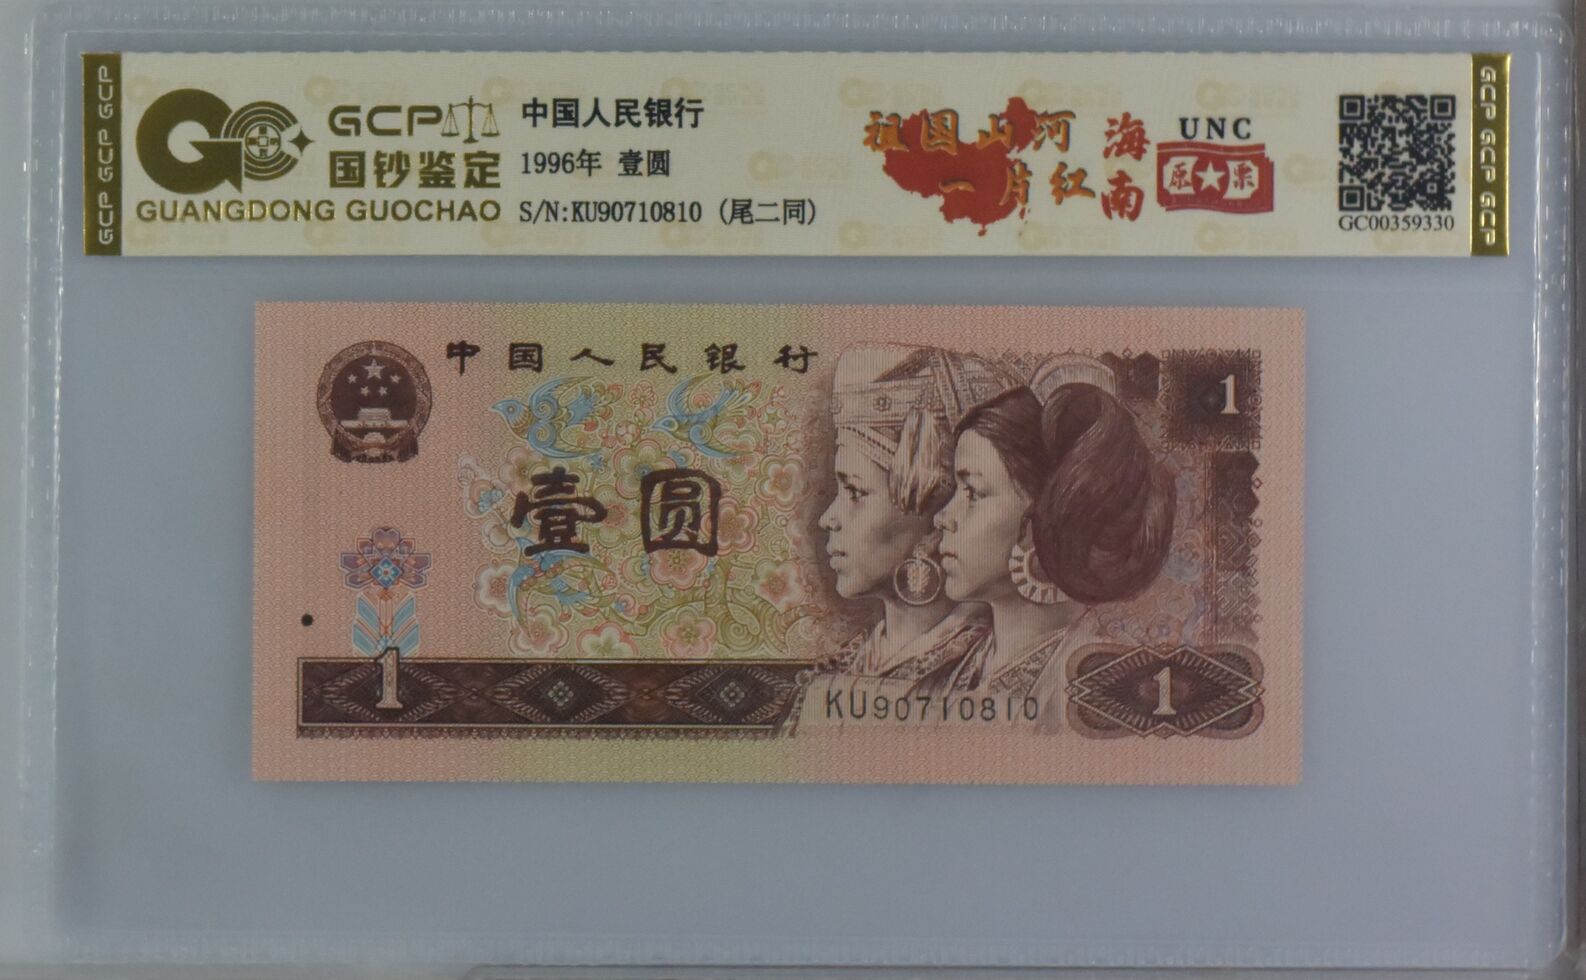 GCP GCP GCP
GCP
国钞鉴定
GUANGDONG GUOCHAO
中国人民银行
1996年 壹圆
S/N:KU90710810 (尾二同)
祖国山河
一片红
海南
UNC
原★票
GC00359330
GCP GCP GCP
中国人民银行
1
壹圆
1
KU90710810
1